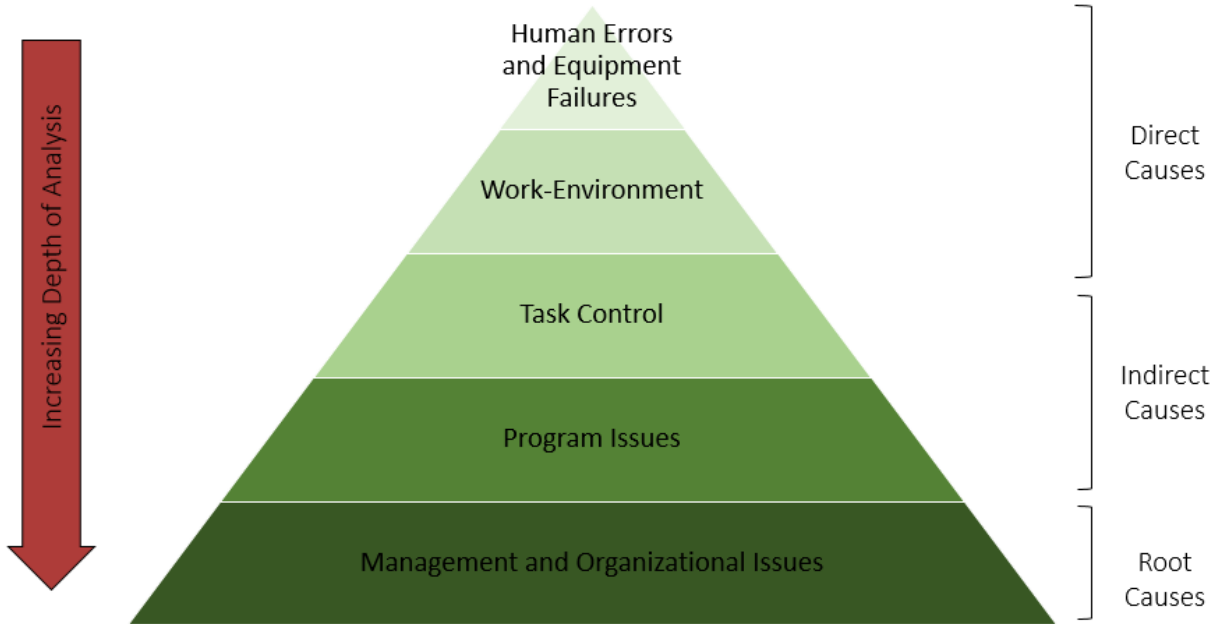 Increasing Depth of Analysis
Human Errors
and Equipment
Failures
Work-Environment
Task Control
Program Issues
Management and Organizational Issues
Direct
Causes
Indirect
Causes
Root
Causes